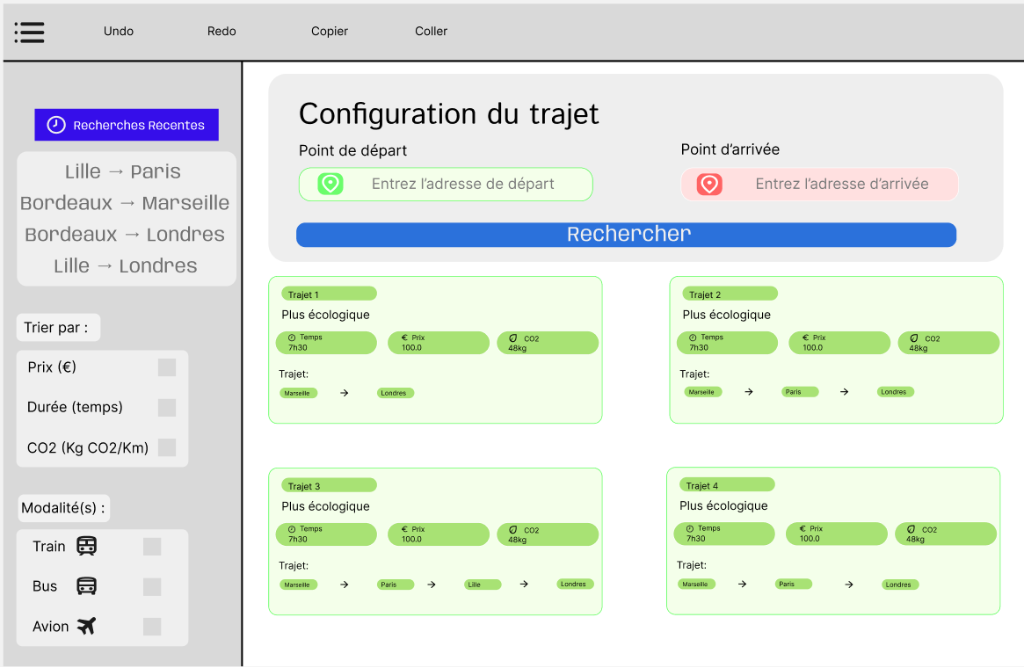 Undo Redo Copier Coller
Recherches Récentes
Lille → Paris
Bordeaux → Marseille
Bordeaux → Londres
Lille → Londres
Trier par :
Prix (€)
Durée (temps)
CO2 (Kg CO2/Km)
Modalité(s) :
Train
Bus
Avion
Configuration du trajet
Point de départ
Entrez l’adresse de départ
Point d’arrivée
Entrez l’adresse d’arrivée
Rechercher
Trajet 1
Plus écologique
Temps € Prix CO2
7h30 100.0 48kg
Trajet:
Marseille → Londres
Trajet 2
Plus écologique
Temps € Prix CO2
7h30 100.0 48kg
Trajet:
Marseille → Paris → Londres
Trajet 3
Plus écologique
Temps € Prix CO2
7h30 100.0 48kg
Trajet:
Marseille → Paris → Lille → Londres
Trajet 4
Plus écologique
Temps € Prix CO2
7h30 100.0 48kg
Trajet:
Marseille → Paris → Londres